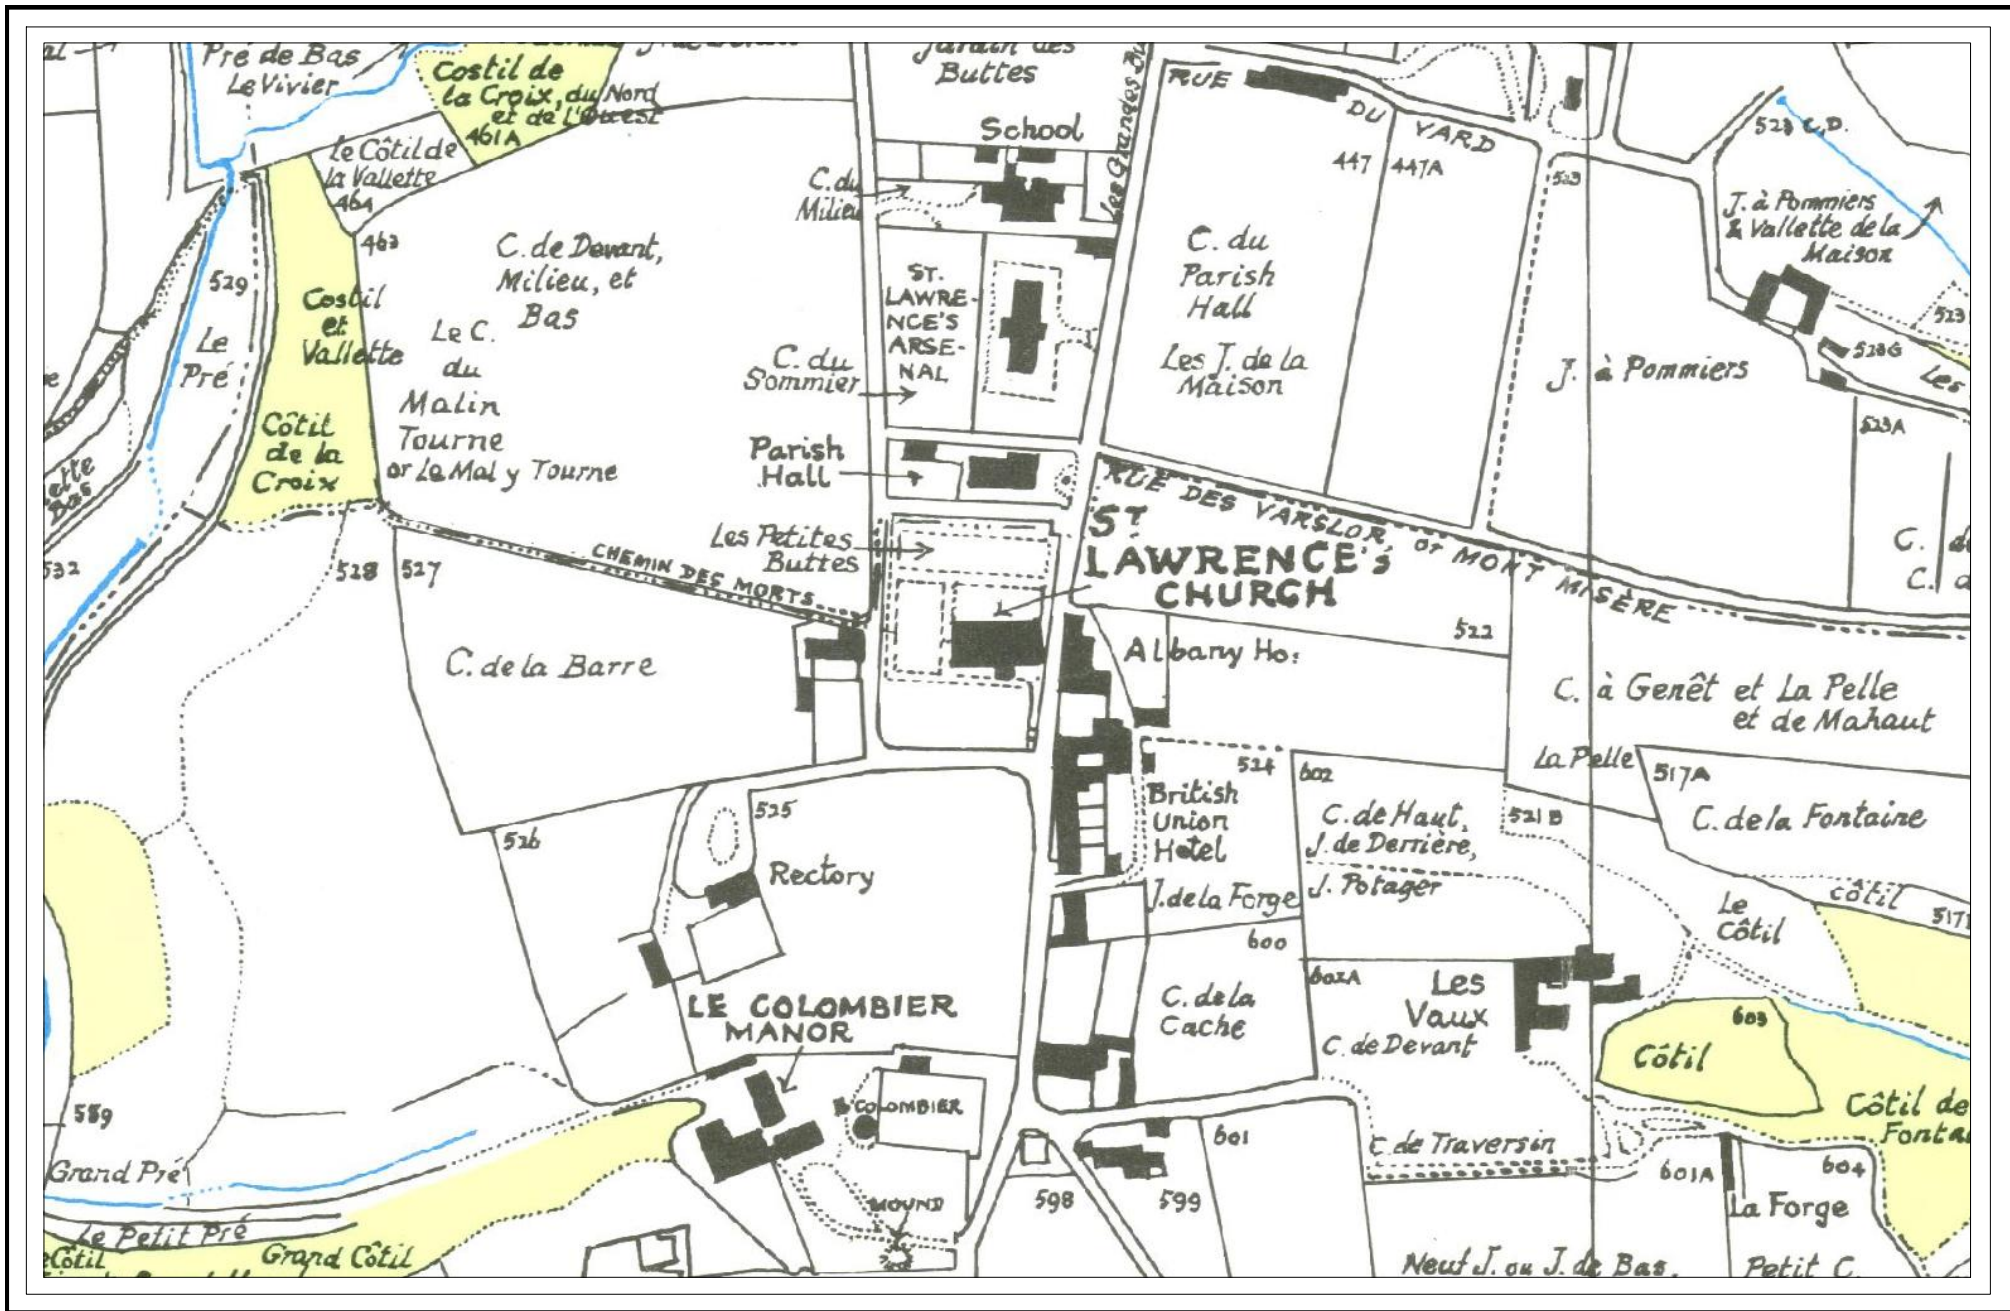 Pré de Bas
Le Vivier
Costil de
la Croix, du Nord
et de l'Ouest
461A
Le Côtil de
la Vallette
464
463
529
Le
Pré
Costil
et
Vallette
Côtil
de la
Croix
C. de Devant,
Milieu, et
Bas
Le C.
du
Malin
Tourne
or Le Mal y Tourne
Jardin des
Buttes
School
C. du
Milieu
Les Grandes Bu
ST.
LAWRE-
NCE'S
ARSE-
NAL
C. du
Sommier
Parish
Hall
Les Petites
Buttes
CHEMIN DES MORTS
RUE DU VARD
447
447A
C. du
Parish
Hall
Les J. de la
Maison
523
523 C,D.
J. à Pommiers
& Vallette de la
Maison
523
523G
Les
J. à Pommiers
523A
C. d
C. d
RUE DES VARSLOR or MONT MISÈRE
ST
LAWRENCE'S
CHURCH
ette
Bas
532
528
527
C. de la Barre
Albany Ho:
522
C. à Genêt et La Pelle
et de Mahaut
La Pelle
517A
C. de la Fontaine
524
602
British
Union
Hotel
C. de Haut,
J. de Derrière,
J. Potager
521B
J. de la Forge
525
526
Rectory
côtil
517
Le
Côtil
600
602A
C. de la
Cache
Les
Vaux
C. de Devant
LE COLOMBIER
MANOR
COLOMBIER
MOUND
603
Côtil
Côtil de
Fonta
589
Grand Pré
Le Petit Pré
Côtil
Grand Côtil
598
599
601
C. de Traversin
601A
604
La Forge
Neuf J. ou J. de Bas.
Petit C.